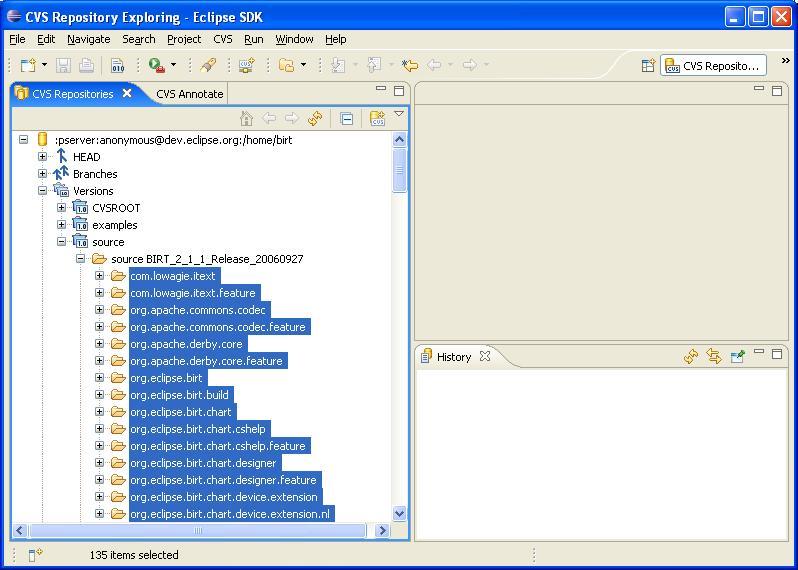 CVS Repository Exploring - Eclipse SDK
File Edit Navigate Search Project CVS Run Window Help
CVS Reposito...
CVS Repositories CVS Annotate
:pserver:anonymous@dev.eclipse.org:/home/birt
HEAD
Branches
Versions
CVSROOT
examples
source
source BIRT_2_1_1_Release_20060927
com.lowagie.itext
com.lowagie.itext.feature
org.apache.commons.codec
org.apache.commons.codec.feature
org.apache.derby.core
org.apache.derby.core.feature
org.eclipse.birt
org.eclipse.birt.build
org.eclipse.birt.chart
org.eclipse.birt.chart.cshelp
org.eclipse.birt.chart.cshelp.feature
org.eclipse.birt.chart.designer
org.eclipse.birt.chart.designer.feature
org.eclipse.birt.chart.device.extension
org.eclipse.birt.chart.device.extension.nl
History
135 items selected